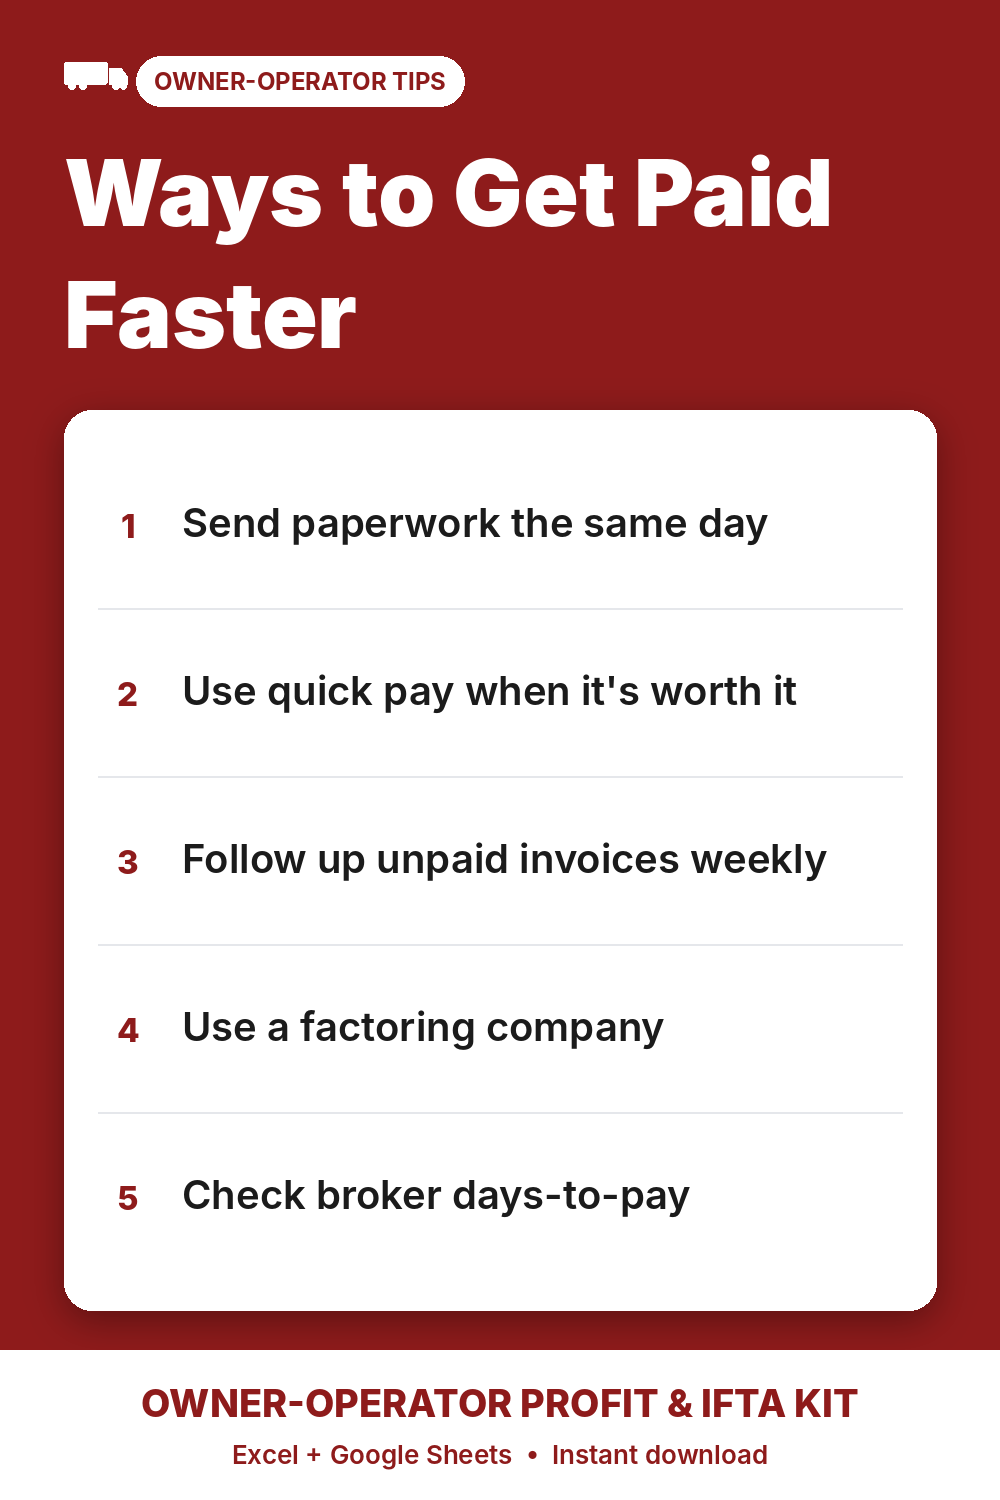 OWNER-OPERATOR TIPS
Ways to Get Paid
Faster
1 Send paperwork the same day
2 Use quick pay when it's worth it
3 Follow up unpaid invoices weekly
4 Use a factoring company
5 Check broker days-to-pay
OWNER-OPERATOR PROFIT & IFTA KIT
Excel + Google Sheets • Instant download